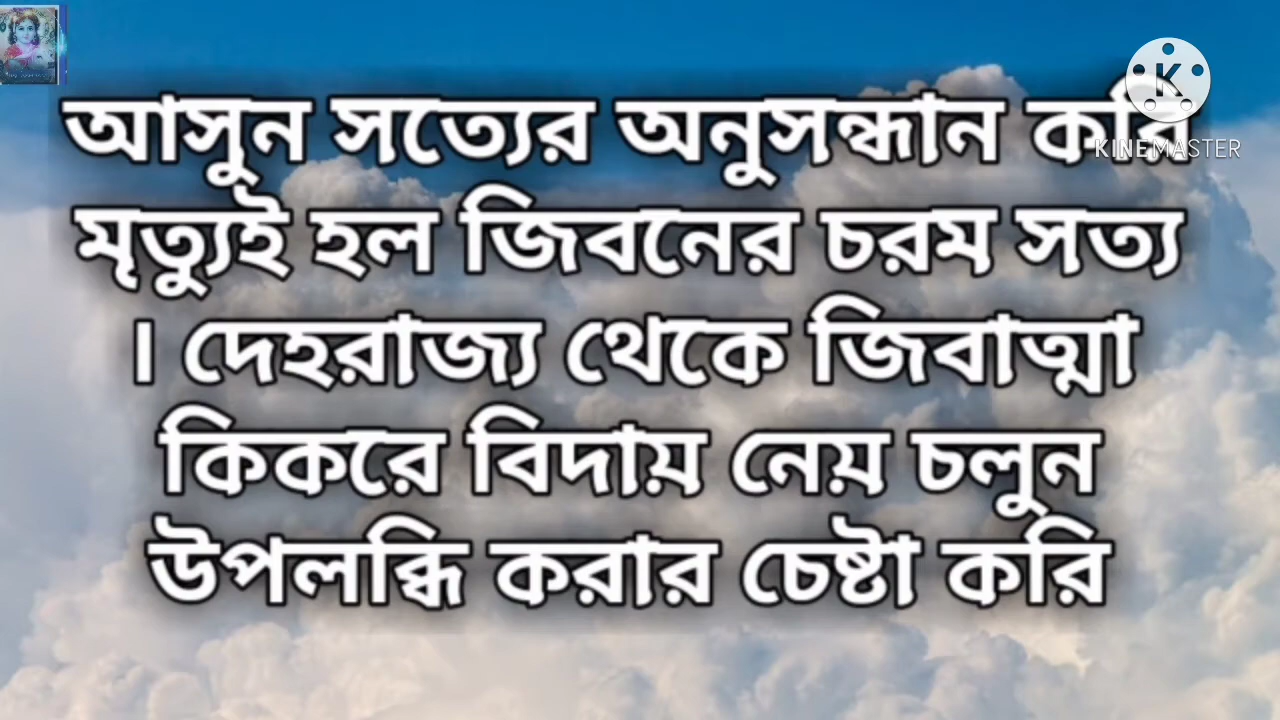 আসুন সত্যের অনুসন্ধান করি
মৃত্যুই হল জিবনের চরম সত্য
। দেহরাজ্য থেকে জিবাত্মা
কিকরে বিদায় নেয় চলুন
উপলব্ধি করার চেষ্টা করি
KINEMASTER